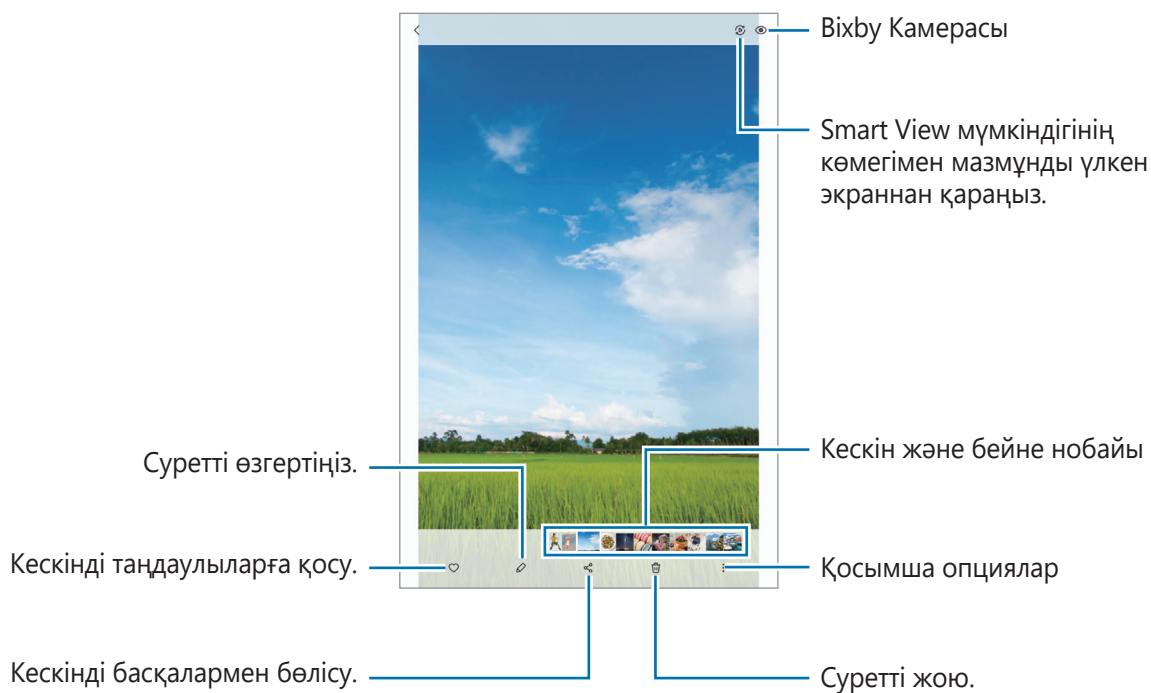 Bixby Камерасы
Smart View мүмкіндігінің
көмегімен мазмұнды үлкен
экраннан қараңыз.
Кескін және бейне нобайы
Суретті өзгертіңіз.
Кескінді таңдаулыларға қосу.
Қосымша опциялар
Кескінді басқалармен бөлісу.
Суретті жою.